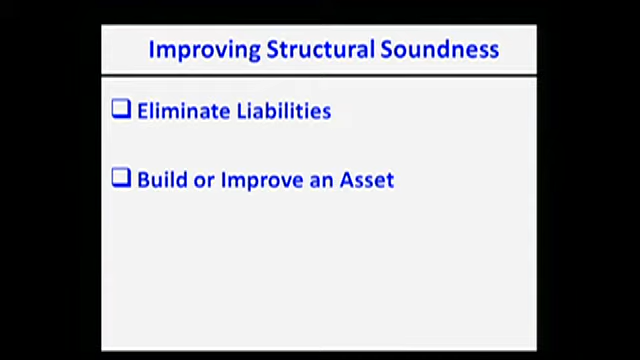 Improving Structural Soundness
Eliminate Liabilities
Build or Improve an Asset